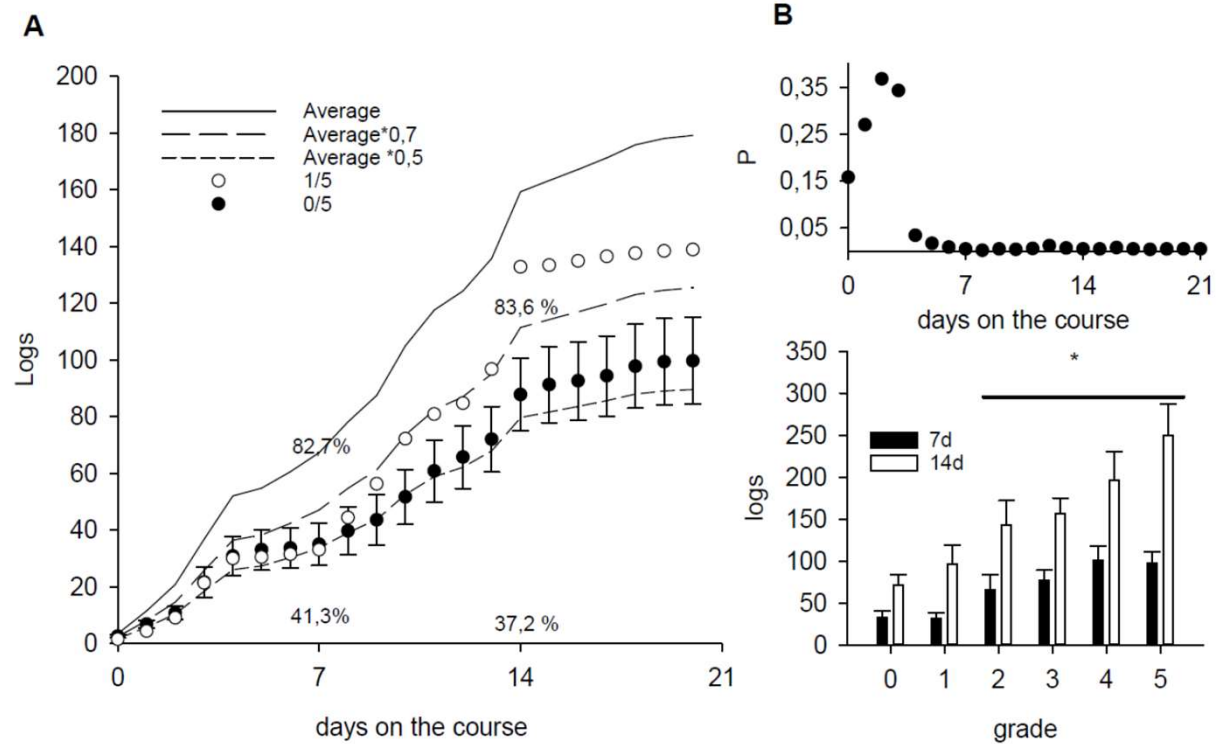 A
200
180
160
140
120
100
80
60
40
20
0
Logs
Average
Average*0,7
Average *0,5
1/5
0/5
82,7%
83,6 %
41,3%
37,2 %
0 7 14 21
days on the course
B
0,35
0,25
0,15
0,05
P
0 7 14 21
days on the course
350
300
250
200
150
100
50
0
logs
*
7d
14d
0 1 2 3 4 5
grade